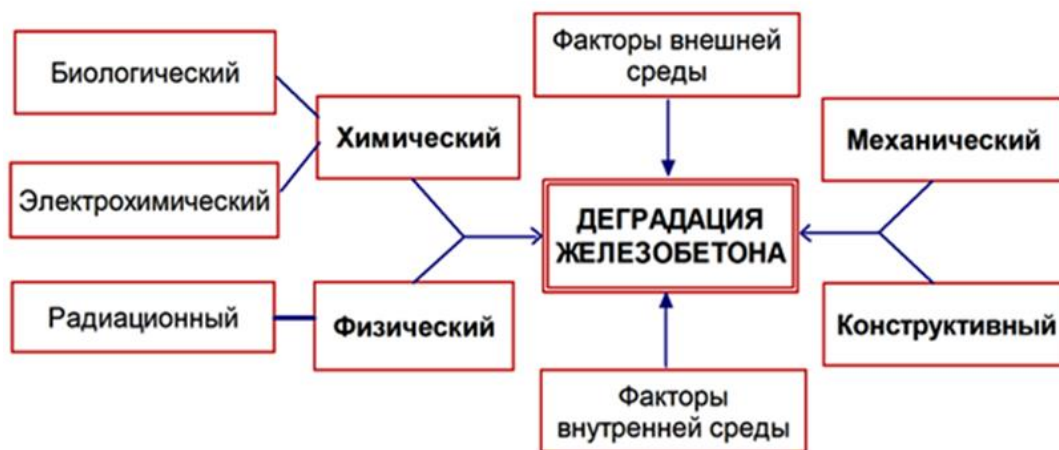 Биологический
Электрохимический
Радиационный
Химический
Физический
Факторы внешней
среды
ДЕГРАДАЦИЯ
ЖЕЛЕЗОБЕТОНА
Факторы
внутренней среды
Механический
Конструктивный